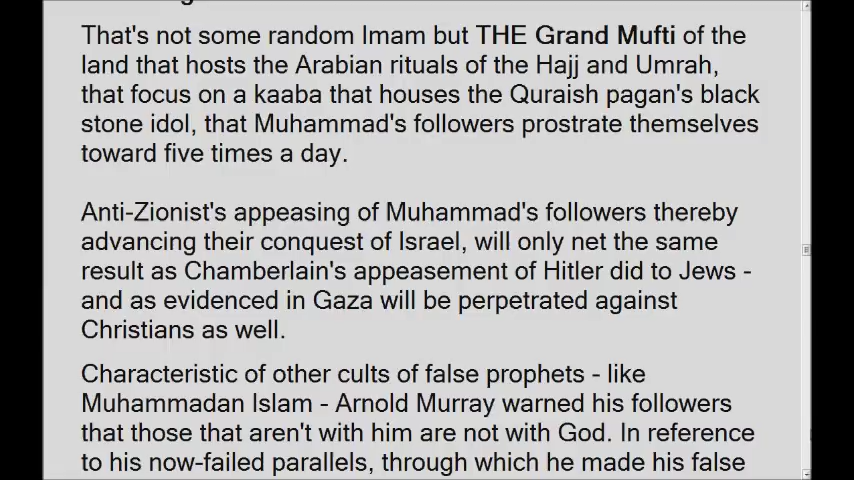 That's not some random Imam but THE Grand Mufti of the
land that hosts the Arabian rituals of the Hajj and Umrah,
that focus on a kaaba that houses the Quraish pagan's black
stone idol, that Muhammad's followers prostrate themselves
toward five times a day.
Anti-Zionist's appeasing of Muhammad's followers thereby
advancing their conquest of Israel, will only net the same
result as Chamberlain's appeasement of Hitler did to Jews -
and as evidenced in Gaza will be perpetrated against
Christians as well.
Characteristic of other cults of false prophets - like
Muhammadan Islam - Arnold Murray warned his followers
that those that aren't with him are not with God. In reference
to his now-failed parallels, through which he made his false